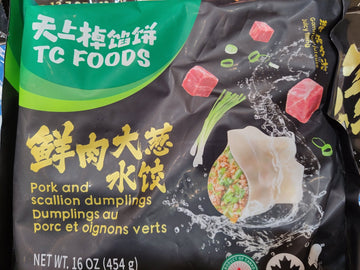 天上掉馅饼
TC FOODS
鲜肉大葱
水饺
Pork and
scallion dumplings
Dumplings au
porc et oignons verts
NET WT. 16 OZ (454 g)